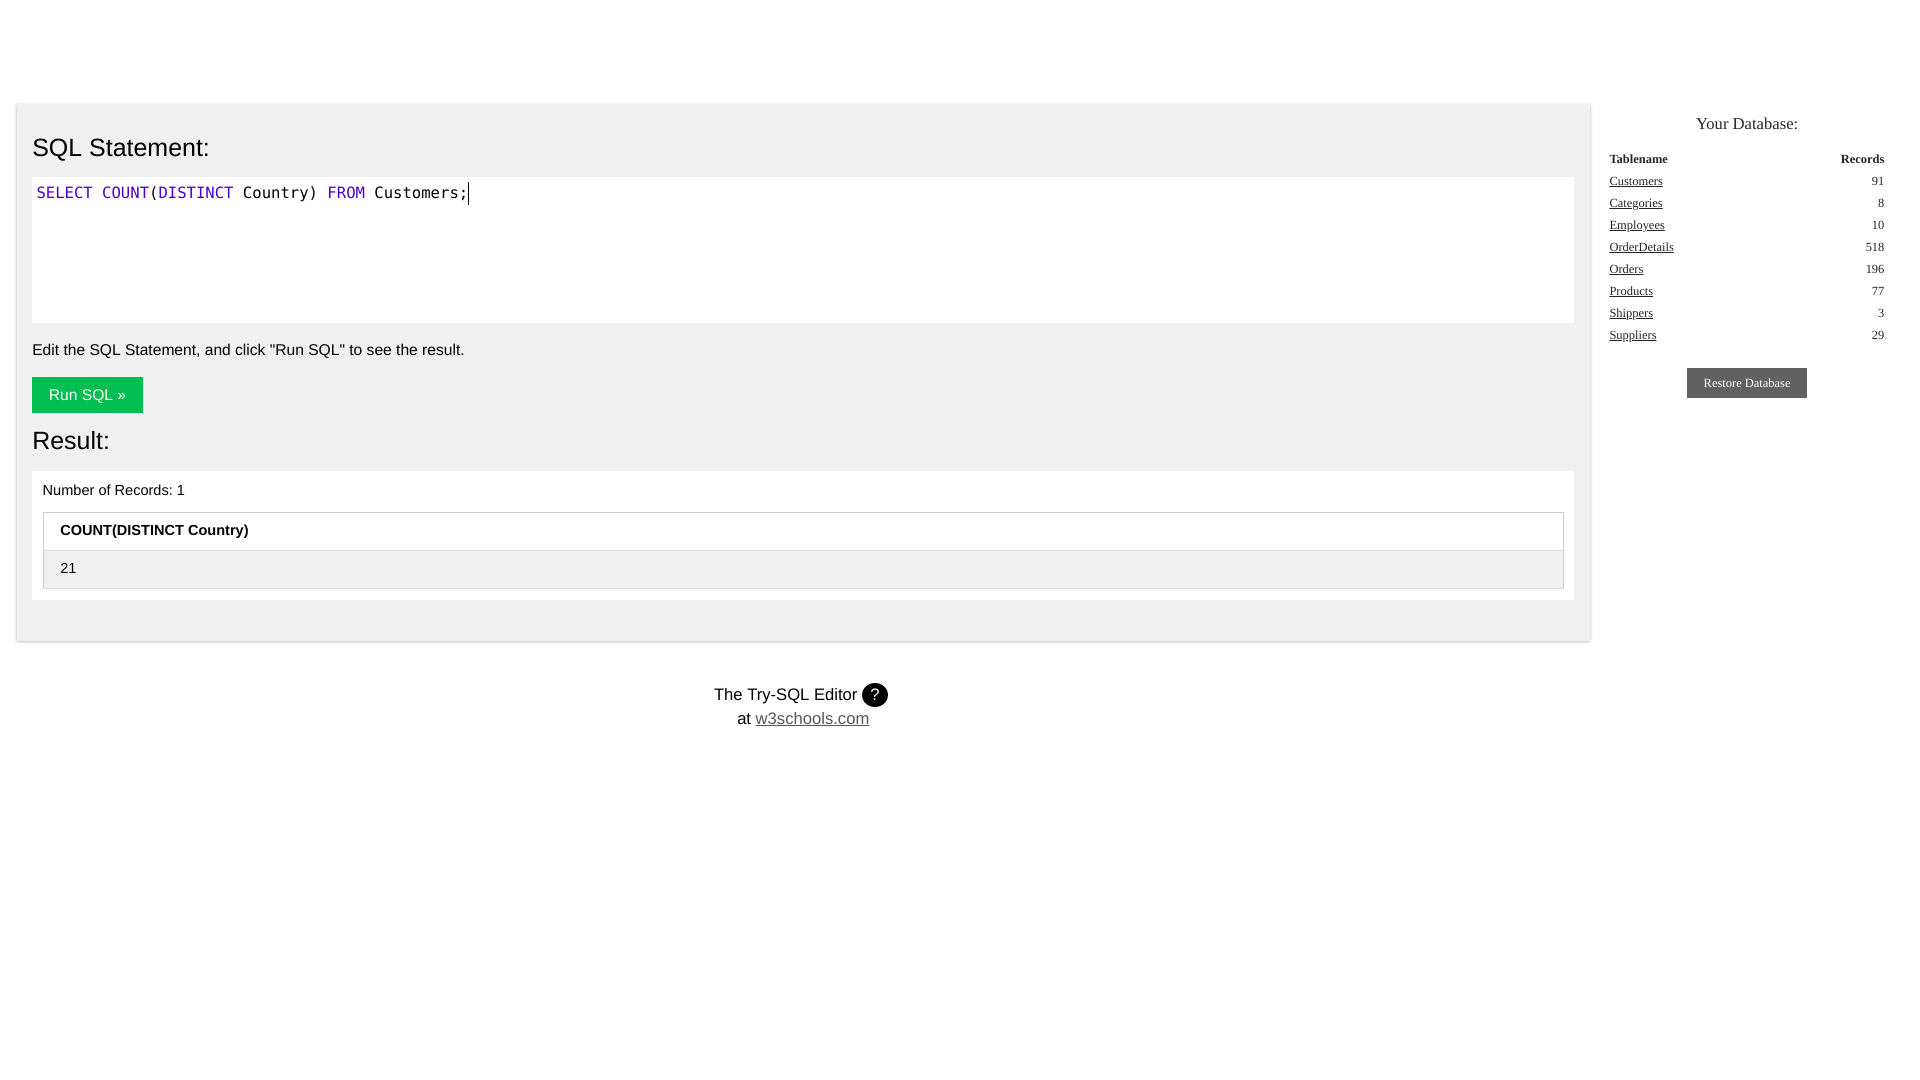 SQL Statement:
SELECT COUNT(DISTINCT Country) FROM Customers;
Edit the SQL Statement, and click "Run SQL" to see the result.
Run SQL »
Result:
Number of Records: 1
COUNT(DISTINCT Country)
21
The Try-SQL Editor ?
at w3schools.com
Your Database:
Tablename Records
Customers 91
Categories 8
Employees 10
OrderDetails 518
Orders 196
Products 77
Shippers 3
Suppliers 29
Restore Database